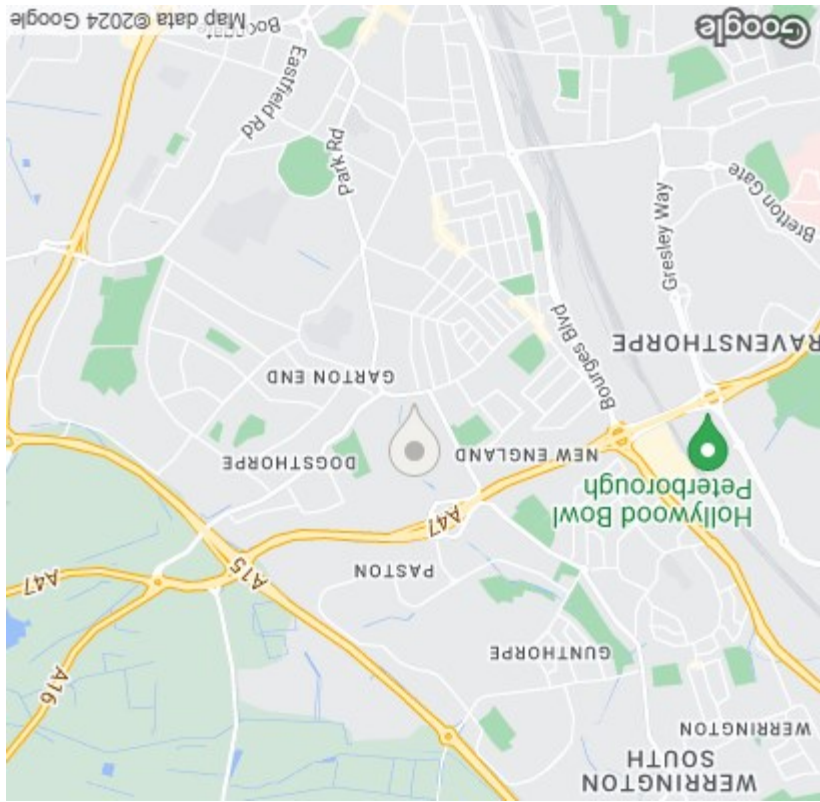 WERRINGTON
SOUTH
WERRINGTON
GUNTHORPE
A16
PASTON
A15
A47
A47
Hollywood Bowl
Peterborough
NEW ENGLAND
DOGSTHORPE
GARTON END
RAVENSTHORPE
Bourges Blvd
Gresley Way
Bretton Gate
Park Rd
Eastfield Rd
Google
Map data ©2024 Google